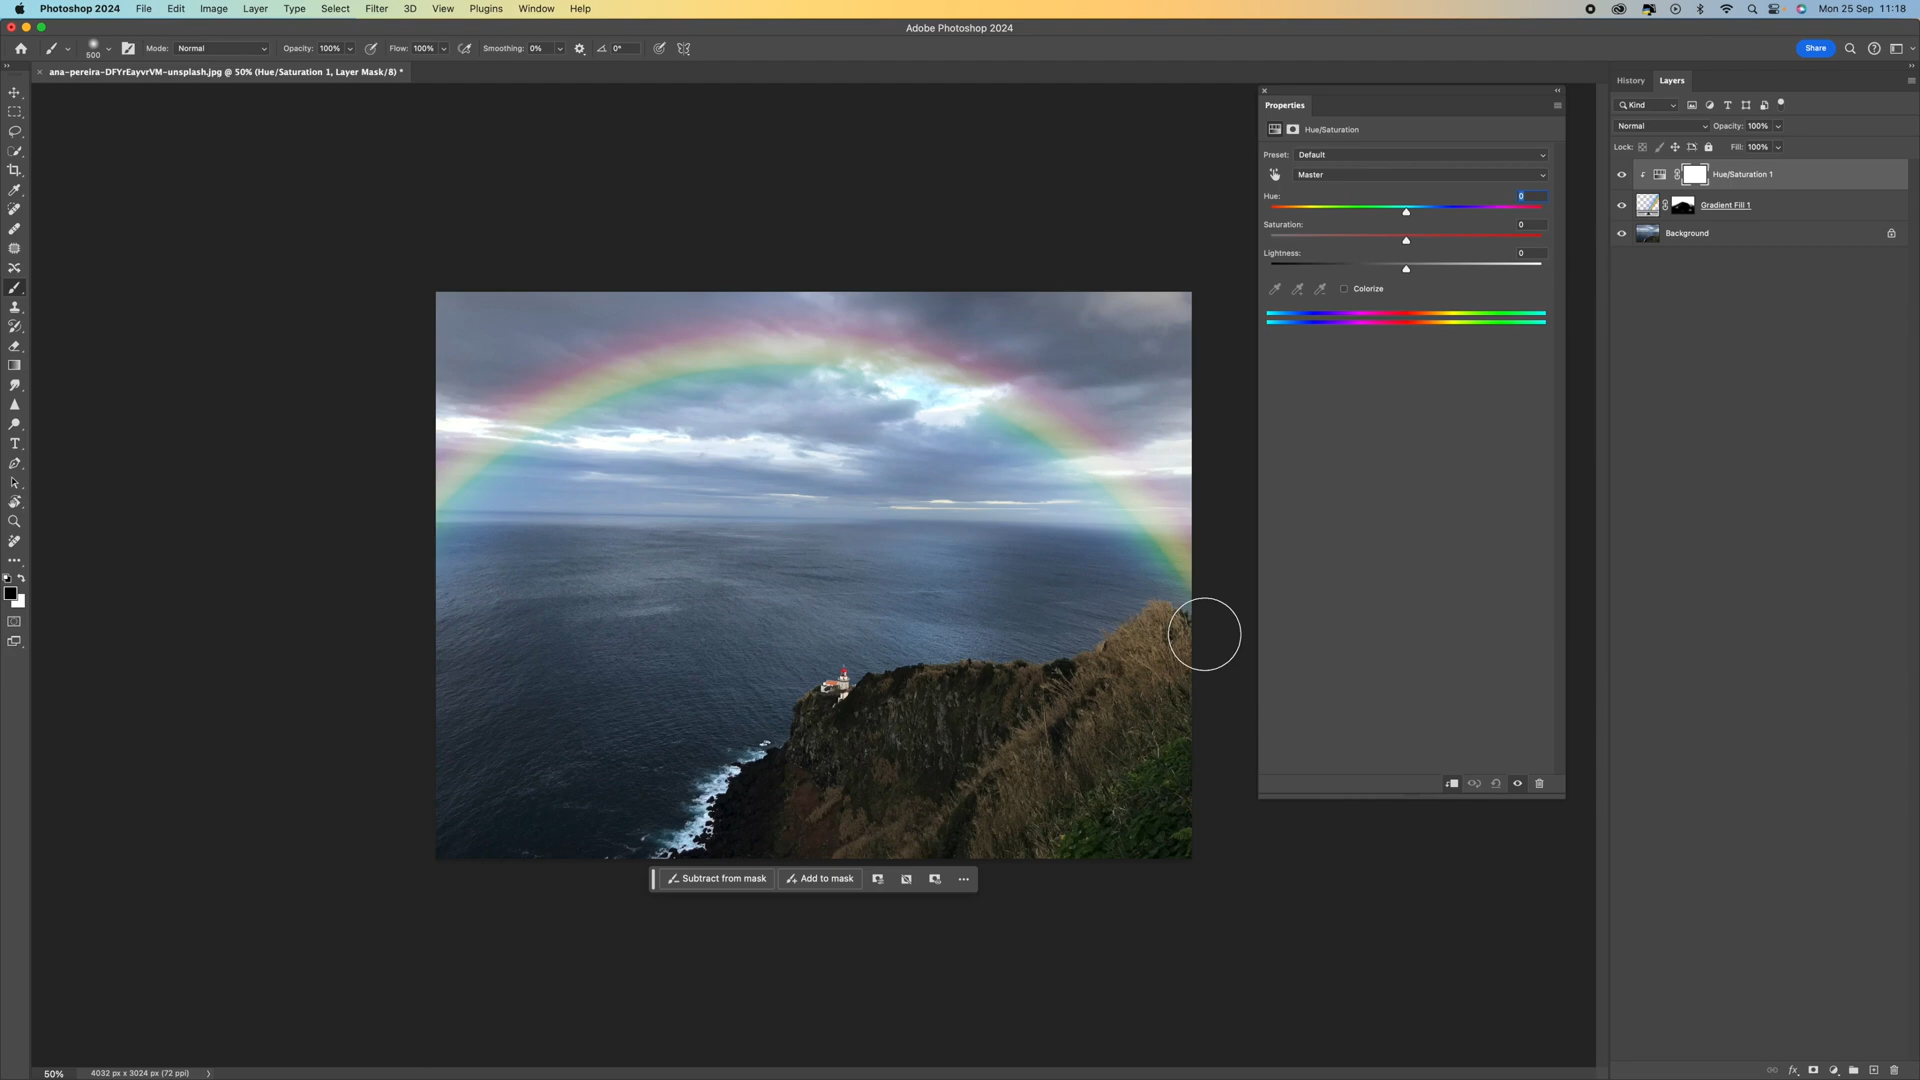 Photoshop 2024 File Edit Image Layer Type Select Filter 3D View Plugins Window Help Mon 25 Sep 11:18
Adobe Photoshop 2024
500 Mode: Normal Opacity: 100% Flow: 100% Smoothing: 0% 0° Share
ana-pereira-DFYrEayvrVM-unsplash.jpg @ 50% (Hue/Saturation 1, Layer Mask/8) *
Properties
Hue/Saturation
Preset: Default
Master
Hue: 0
Saturation: 0
Lightness: 0
Colorize
History Layers
Kind
Normal Opacity: 100%
Lock: Fill: 100%
Hue/Saturation 1
Gradient Fill 1
Background
Subtract from mask Add to mask
50% 4032 px x 3024 px (72 ppi)